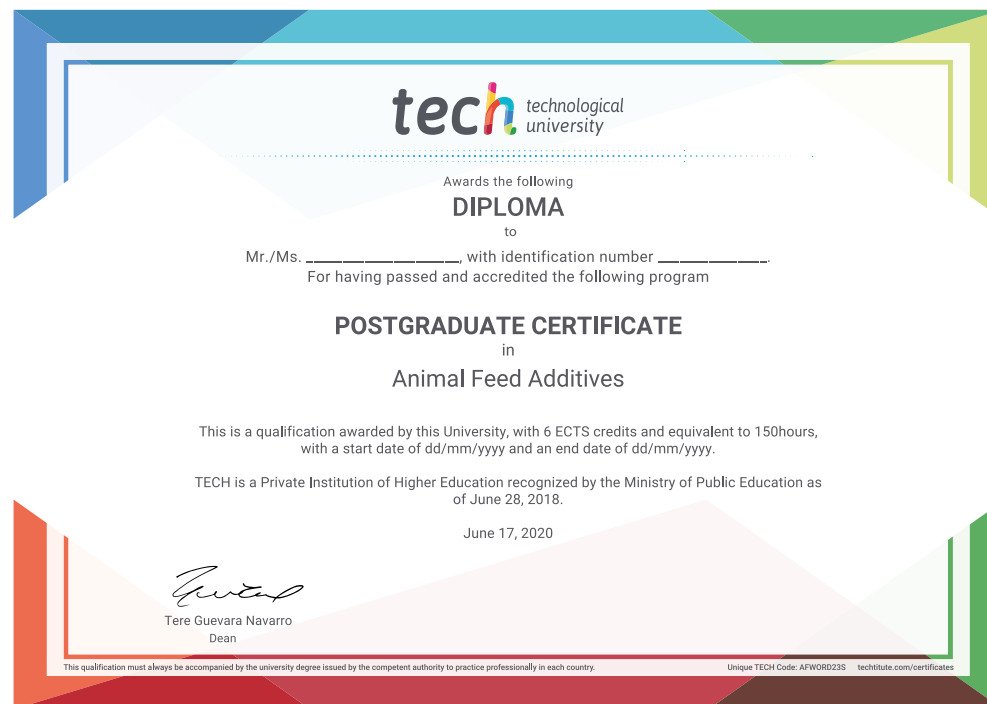 tech technological
university
Awards the following
DIPLOMA
to
Mr./Ms. ____________________, with identification number ______________.
For having passed and accredited the following program
POSTGRADUATE CERTIFICATE
in
Animal Feed Additives
This is a qualification awarded by this University, with 6 ECTS credits and equivalent to 150hours,
with a start date of dd/mm/yyyy and an end date of dd/mm/yyyy.
TECH is a Private Institution of Higher Education recognized by the Ministry of Public Education as
of June 28, 2018.
June 17, 2020
Tere Guevara Navarro
Dean
This qualification must always be accompanied by the university degree issued by the competent authority to practice professionally in each country.
Unique TECH Code: AFWORD23S techtitute.com/certificates